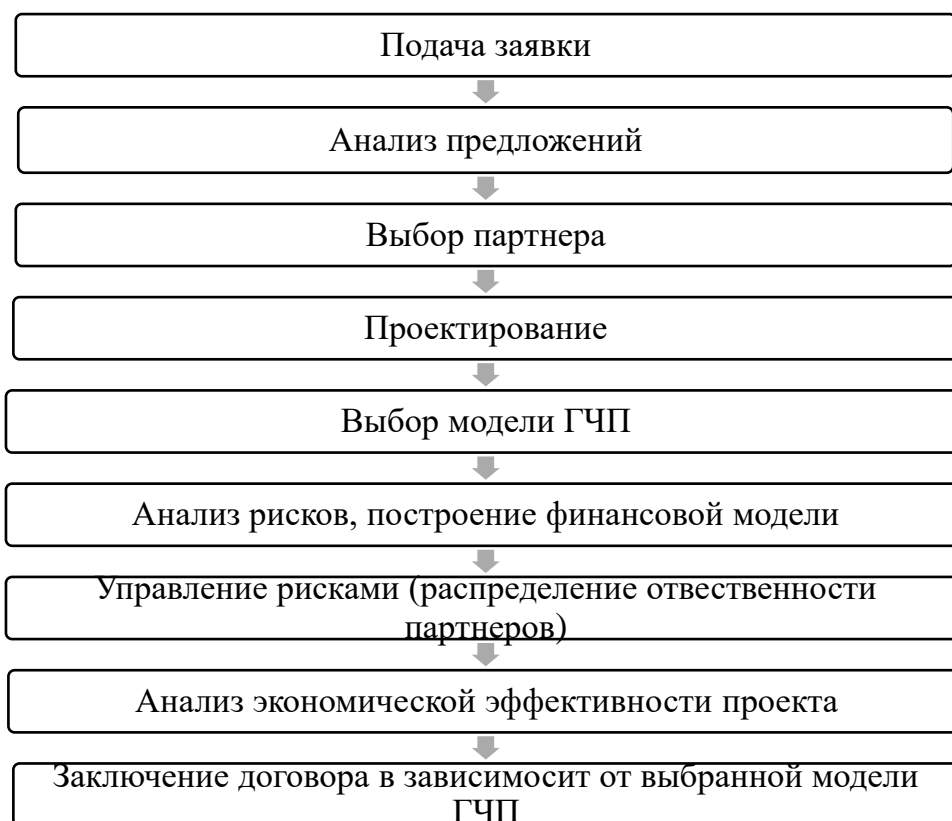 Подача заявки
Анализ предложений
Выбор партнера
Проектирование
Выбор модели ГЧП
Анализ рисков, построение финансовой модели
Управление рисками (распределение отвественности
партнеров)
Анализ экономической эффективности проекта
Заключение договора в зависимосит от выбранной модели
ГЧП